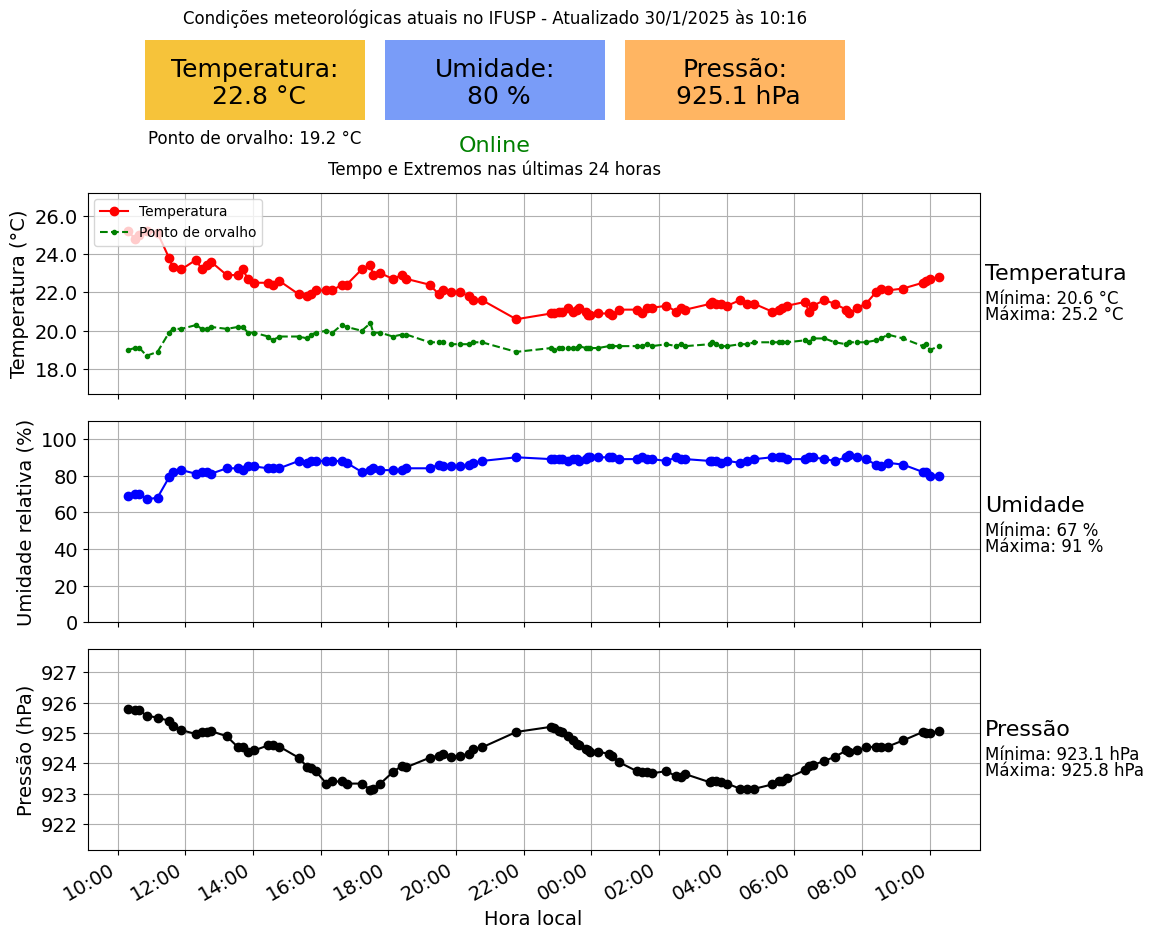 Condições meteorológicas atuais no IFUSP - Atualizado 30/1/2025 às 10:16
Temperatura:
22.8 °C
Umidade:
80 %
Pressão:
925.1 hPa
Ponto de orvalho: 19.2 °C
Online
Tempo e Extremos nas últimas 24 horas
Temperatura (°C)
26.0
24.0
22.0
20.0
18.0
Temperatura
Ponto de orvalho
Temperatura
Mínima: 20.6 °C
Máxima: 25.2 °C
Umidade relativa (%)
100
80
60
40
20
0
Umidade
Mínima: 67 %
Máxima: 91 %
Pressão (hPa)
927
926
925
924
923
922
Pressão
Mínima: 923.1 hPa
Máxima: 925.8 hPa
10:00 12:00 14:00 16:00 18:00 20:00 22:00 00:00 02:00 04:00 06:00 08:00 10:00
Hora local